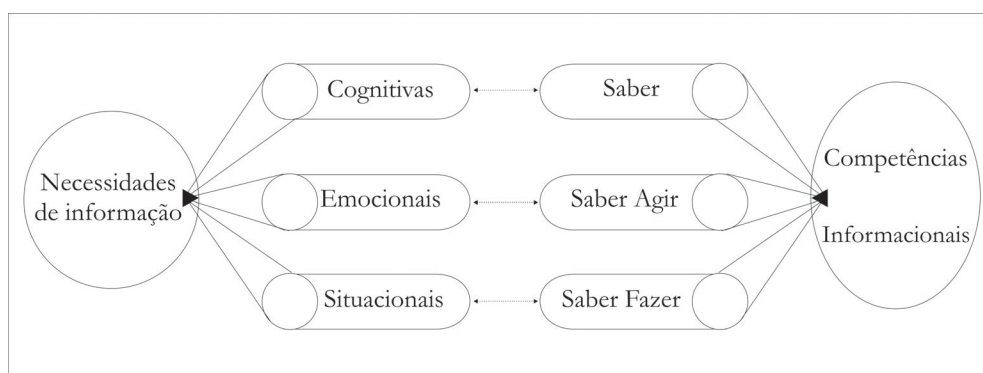 Necessidades
de informação
Cognitivas
Saber
Emocionais
Saber Agir
Situacionais
Saber Fazer
Competências
Informacionais